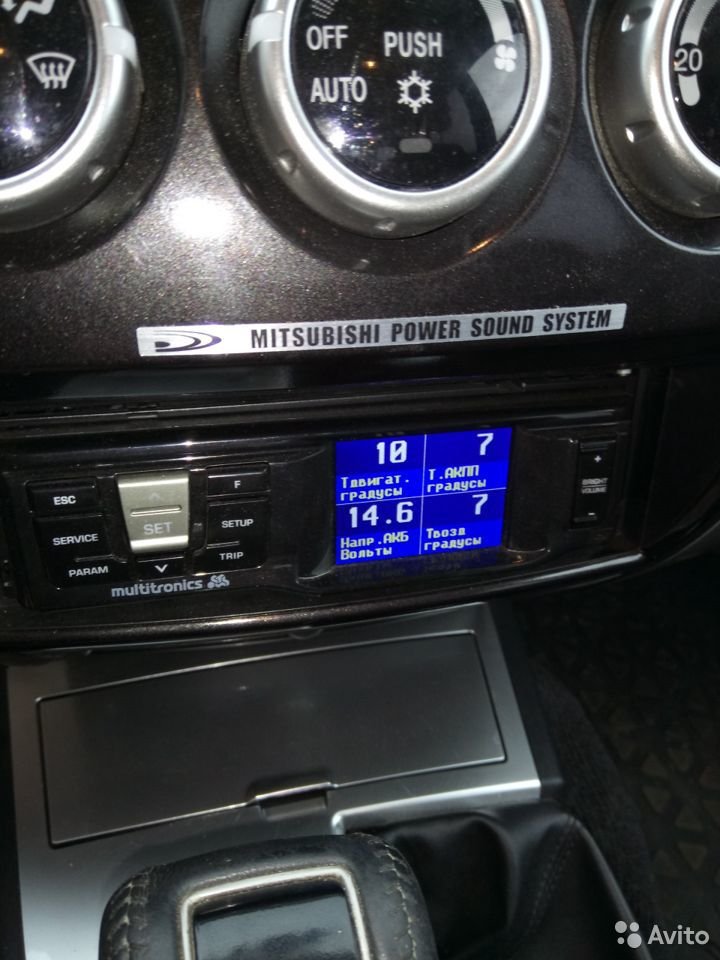 OFF
PUSH
AUTO
20
MITSUBISHI POWER SOUND SYSTEM
ESC
F
SET
SERVICE
SETUP
PARAM
TRIP
multitronics
10
Тдвигат.
градусы
7
Т.АКПП
градусы
14.6
Напр.АКБ
Вольты
7
Твозд
градусы
+
BRIGHT
VOLUME
-
Avito